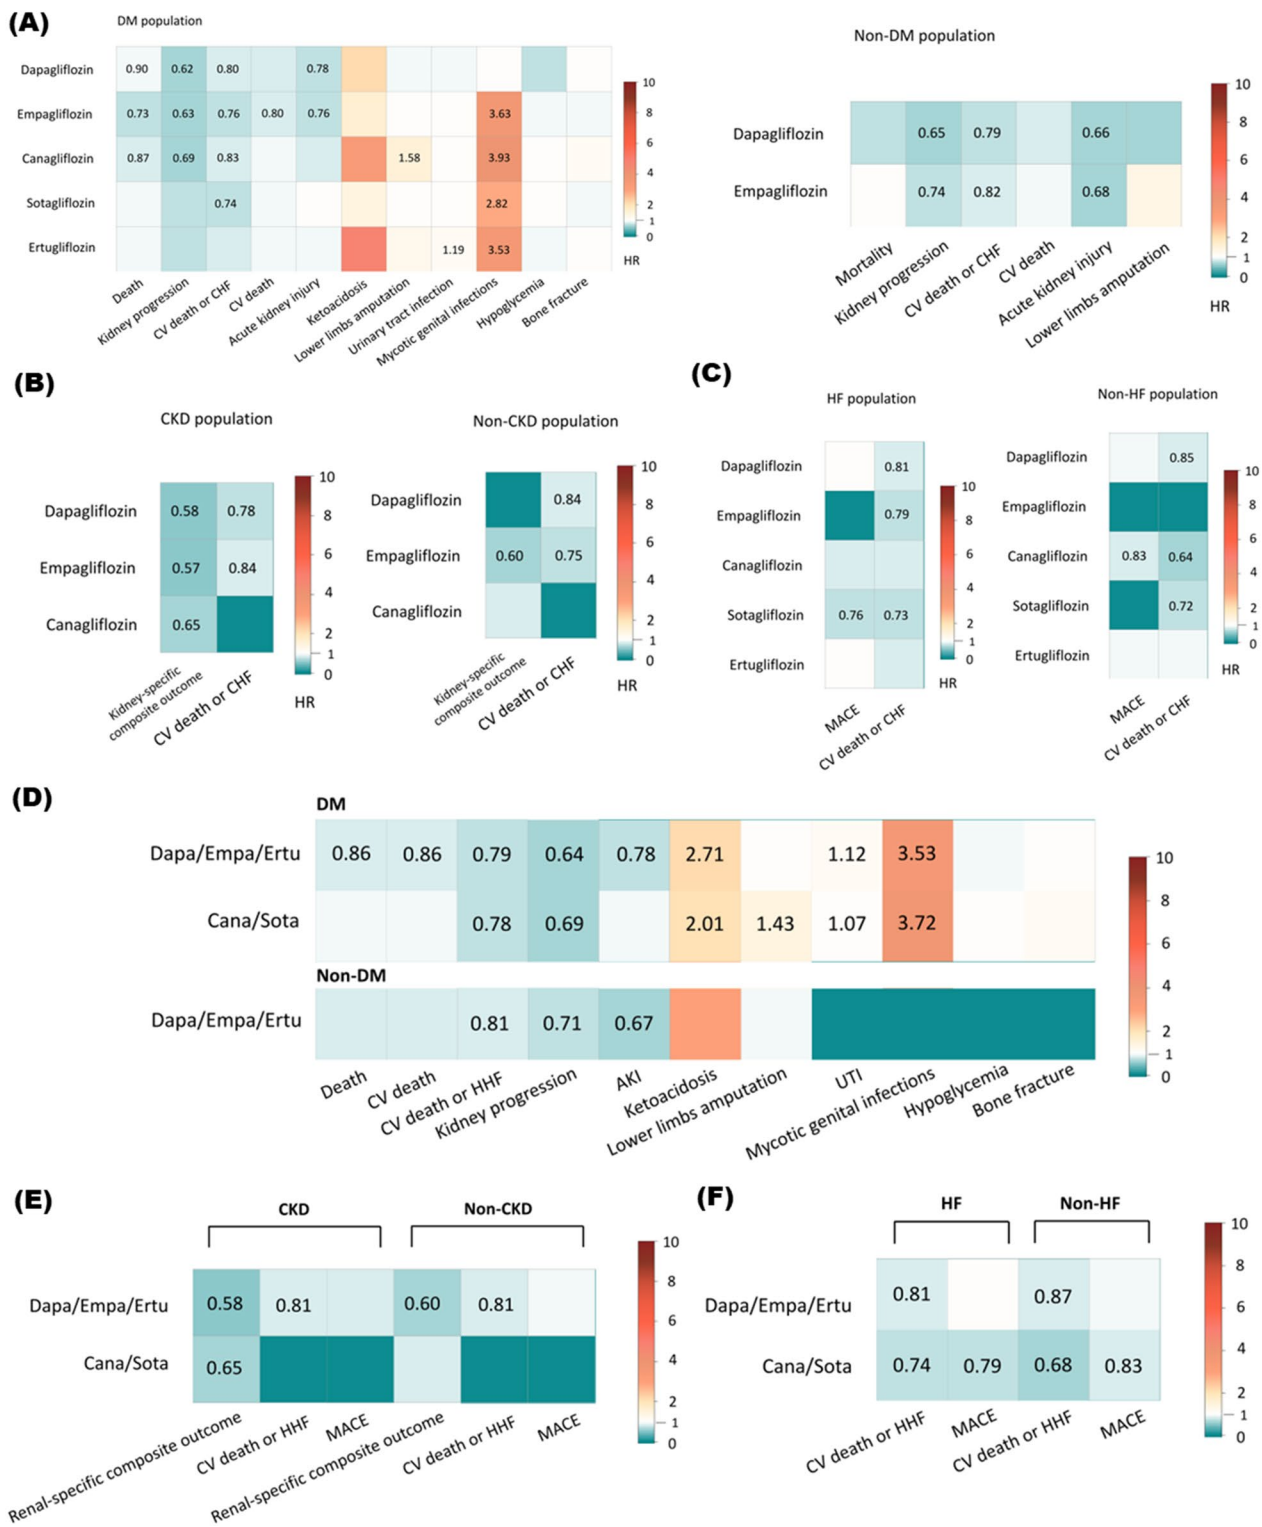 (A)
DM population
Dapagliflozin 0.90 0.62 0.80 0.78
Empagliflozin 0.73 0.63 0.76 0.80 0.76 3.63
Canagliflozin 0.87 0.69 0.83 1.58 3.93
Sotagliflozin 0.74 2.82
Ertugliflozin 1.19 3.53
Death Kidney progression CV death or CHF CV death Acute kidney injury Ketoacidosis Lower limbs amputation Urinary tract infection Mycotic genital infections Hypoglycemia Bone fracture
10
8
6
4
2
1
0
HR
Non-DM population
Dapagliflozin 0.65 0.79 0.66
Empagliflozin 0.74 0.82 0.68
Mortality Kidney progression CV death or CHF CV death Acute kidney injury Lower limbs amputation
10
8
6
4
2
1
0
HR
(B)
CKD population
Dapagliflozin 0.58 0.78
Empagliflozin 0.57 0.84
Canagliflozin 0.65
Kidney-specific
composite outcome
CV death or CHF
10
8
6
4
2
1
0
HR
Non-CKD population
Dapagliflozin 0.84
Empagliflozin 0.60 0.75
Canagliflozin
Kidney-specific
composite outcome
CV death or CHF
10
8
6
4
2
1
0
HR
(C)
HF population
Dapagliflozin 0.81
Empagliflozin 0.79
Canagliflozin
Sotagliflozin 0.76 0.73
Ertugliflozin
MACE CV death or CHF
10
8
6
4
2
1
0
HR
Non-HF population
Dapagliflozin 0.85
Empagliflozin
Canagliflozin 0.83 0.64
Sotagliflozin 0.72
Ertugliflozin
MACE CV death or CHF
10
8
6
4
2
1
0
HR
(D)
DM
Dapa/Empa/Ertu 0.86 0.86 0.79 0.64 0.78 2.71 1.12 3.53
Cana/Sota 0.78 0.69 2.01 1.43 1.07 3.72
Non-DM
Dapa/Empa/Ertu 0.81 0.71 0.67
Death CV death CV death or HHF Kidney progression AKI Ketoacidosis Lower limbs amputation UTI Mycotic genital infections Hypoglycemia Bone fracture
10
8
6
4
2
1
0
(E)
CKD Non-CKD
Dapa/Empa/Ertu 0.58 0.81 0.60 0.81
Cana/Sota 0.65
Renal-specific composite outcome CV death or HHF MACE Renal-specific composite outcome CV death or HHF MACE
10
8
6
4
2
1
0
(F)
HF Non-HF
Dapa/Empa/Ertu 0.81 0.87
Cana/Sota 0.74 0.79 0.68 0.83
CV death or HHF MACE CV death or HHF MACE
10
8
6
4
2
1
0